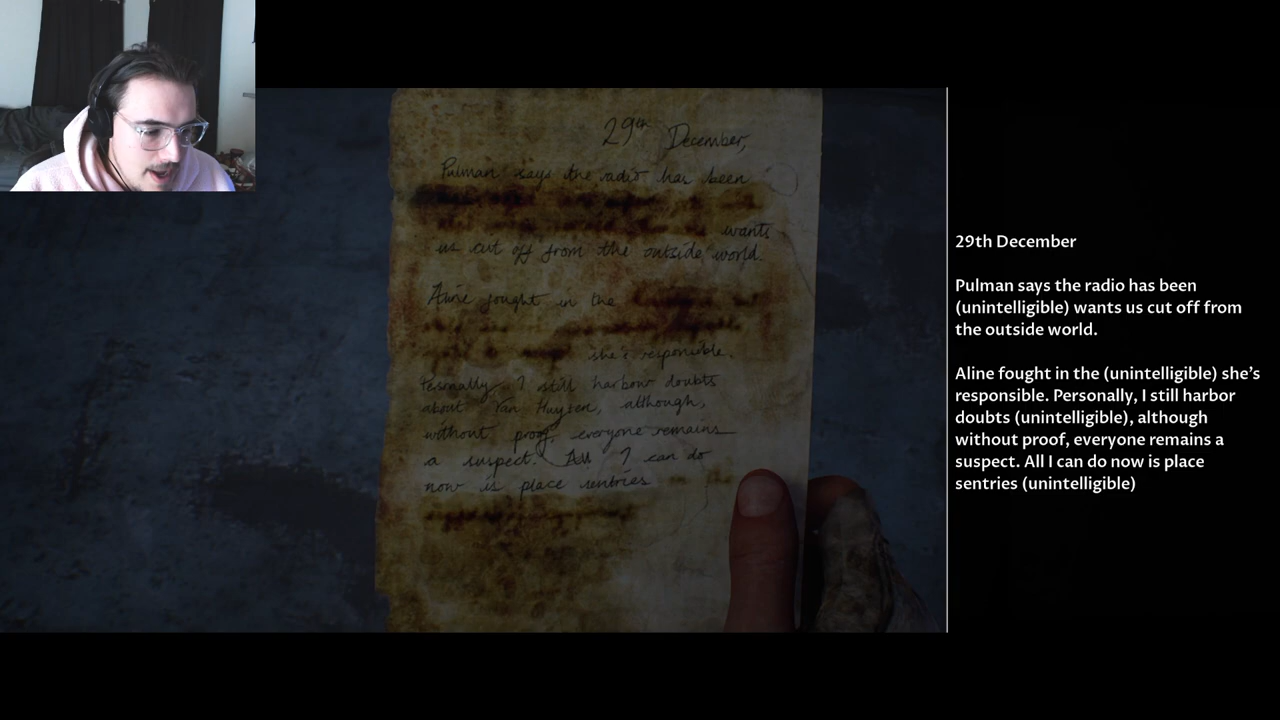 29th December,
Pulman says the radio has been
wants
us cut off from the outside world.
Aline fought in the
she's responsible.
Personally, I still harbour doubts
about Van Huysen, although,
without proof, everyone remains
a suspect. All I can do
now is place sentries
29th December
Pulman says the radio has been
(unintelligible) wants us cut off from
the outside world.
Aline fought in the (unintelligible) she’s
responsible. Personally, I still harbor
doubts (unintelligible), although
without proof, everyone remains a
suspect. All I can do now is place
sentries (unintelligible)